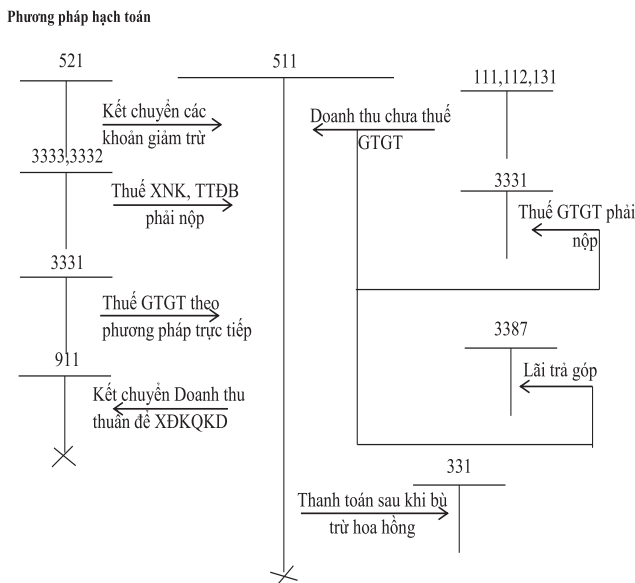 Phương pháp hạch toán
521
511
111,112,131
Kết chuyển các
khoản giảm trừ
Doanh thu chưa thuế
GTGT
3333,3332
3331
Thuế XNK, TTĐB
phải nộp
Thuế GTGT phải
nộp
3331
Thuế GTGT theo
phương pháp trực tiếp
3387
911
Lãi trả góp
Kết chuyển Doanh thu
thuần để XĐKQKD
331
Thanh toán sau khi bù
trừ hoa hồng